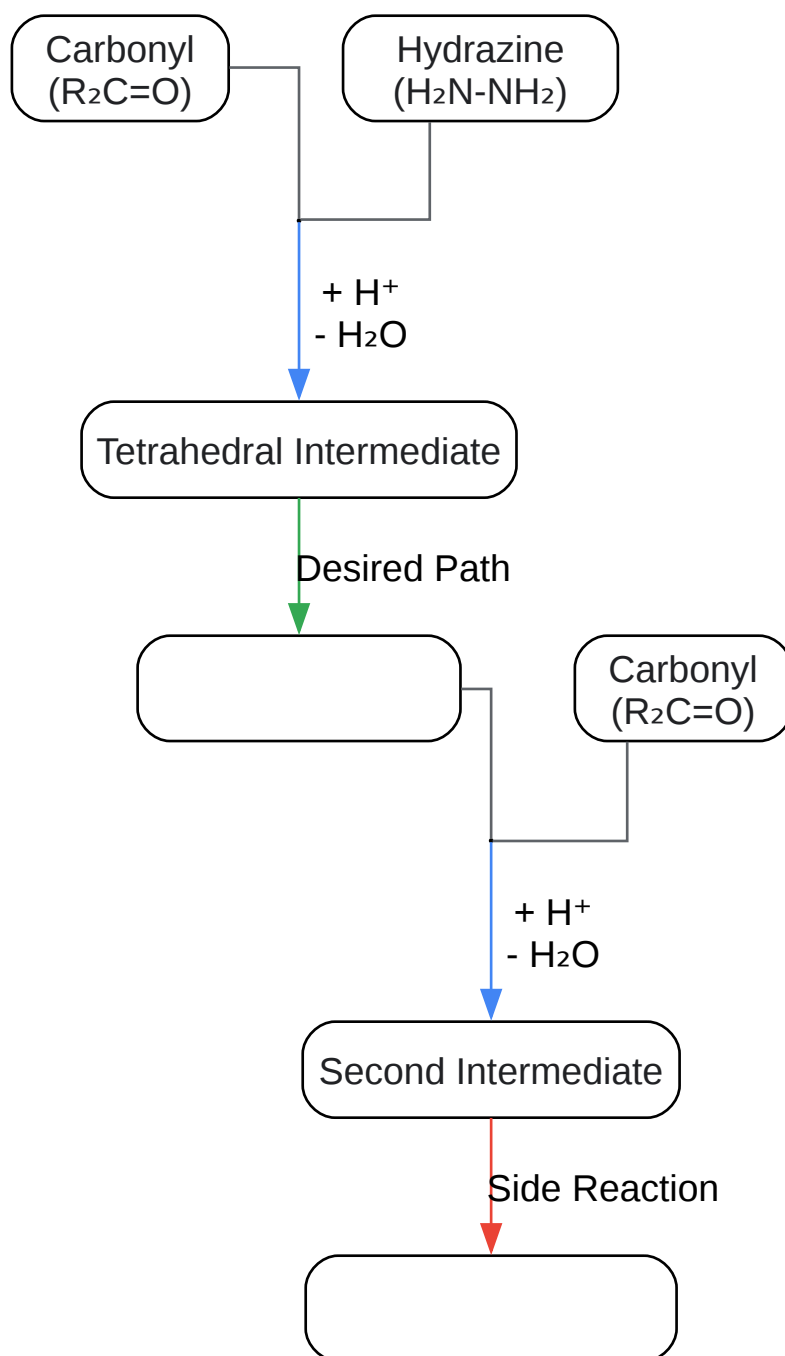 Carbonyl
(R₂C=O)
Hydrazine
(H₂N-NH₂)
+ H⁺
- H₂O
Tetrahedral Intermediate
Desired Path
Carbonyl
(R₂C=O)
+ H⁺
- H₂O
Second Intermediate
Side Reaction